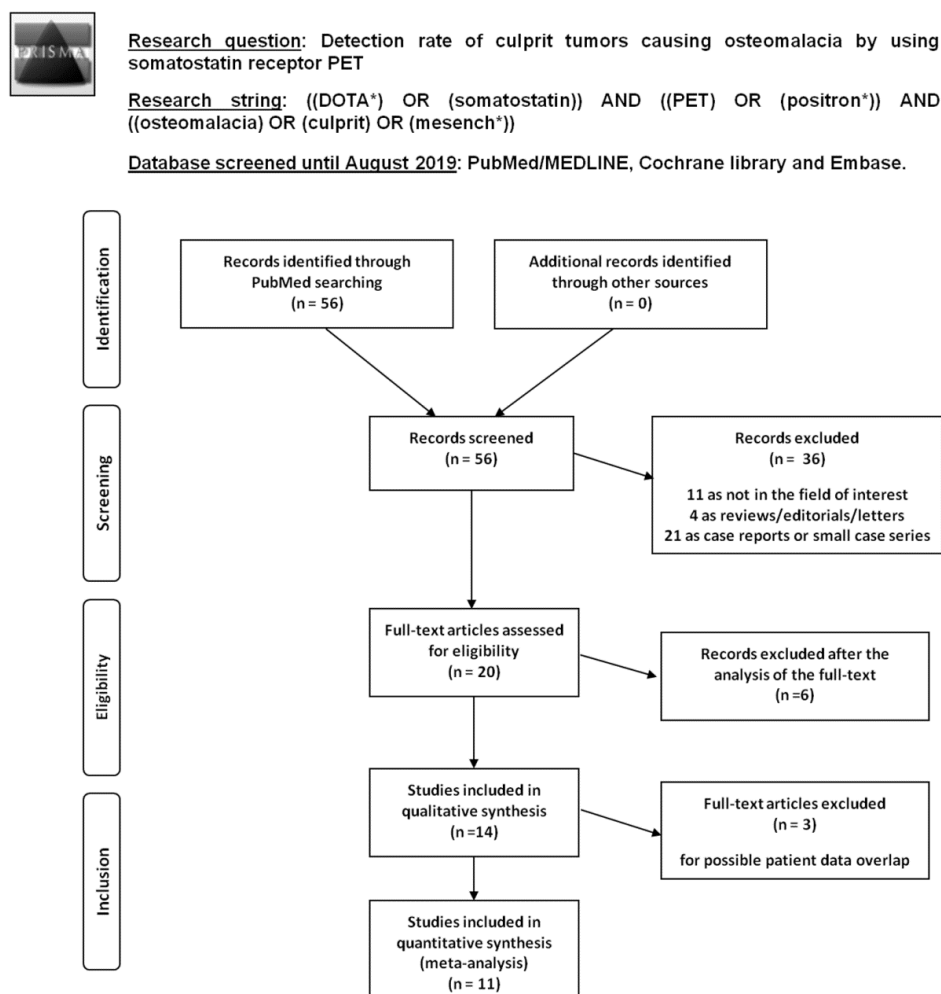 PRISMA
Research question: Detection rate of culprit tumors causing osteomalacia by using
somatostatin receptor PET
Research string: ((DOTA*) OR (somatostatin)) AND ((PET) OR (positron*)) AND
((osteomalacia) OR (culprit) OR (mesench*))
Database screened until August 2019: PubMed/MEDLINE, Cochrane library and Embase.
Identification
Records identified through
PubMed searching
(n = 56)
Additional records identified
through other sources
(n = 0)
Screening
Records screened
(n = 56)
Records excluded
(n = 36)
11 as not in the field of interest
4 as reviews/editorials/letters
21 as case reports or small case series
Eligibility
Full-text articles assessed
for eligibility
(n = 20)
Records excluded after the
analysis of the full-text
(n =6)
Inclusion
Studies included in
qualitative synthesis
(n =14)
Full-text articles excluded
(n = 3)
for possible patient data overlap
Studies included in
quantitative synthesis
(meta-analysis)
(n = 11)